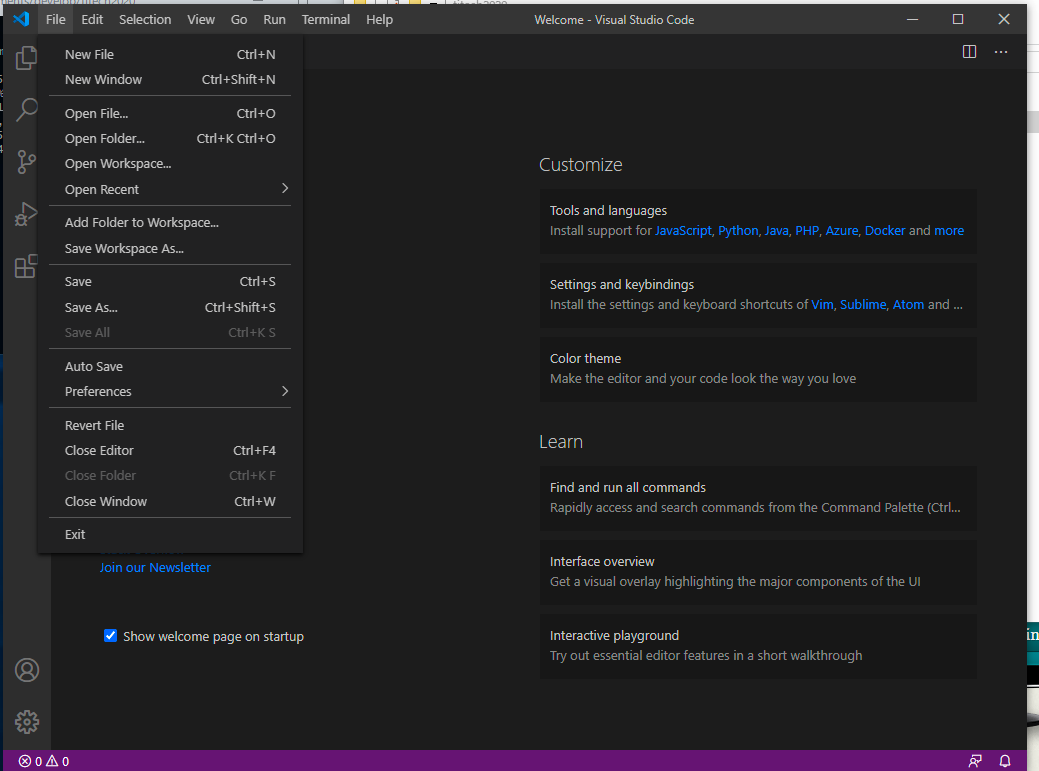 File Edit Selection View Go Run Terminal Help Welcome - Visual Studio Code
New File Ctrl+N
New Window Ctrl+Shift+N
Open File... Ctrl+O
Open Folder... Ctrl+K Ctrl+O
Open Workspace...
Open Recent
Add Folder to Workspace...
Save Workspace As...
Save Ctrl+S
Save As... Ctrl+Shift+S
Save All Ctrl+K S
Auto Save
Preferences
Revert File
Close Editor Ctrl+F4
Close Folder Ctrl+K F
Close Window Ctrl+W
Exit
Join our Newsletter
Show welcome page on startup
Customize
Tools and languages
Install support for JavaScript, Python, Java, PHP, Azure, Docker and more
Settings and keybindings
Install the settings and keyboard shortcuts of Vim, Sublime, Atom and ...
Color theme
Make the editor and your code look the way you love
Learn
Find and run all commands
Rapidly access and search commands from the Command Palette (Ctrl...
Interface overview
Get a visual overlay highlighting the major components of the UI
Interactive playground
Try out essential editor features in a short walkthrough
0 0